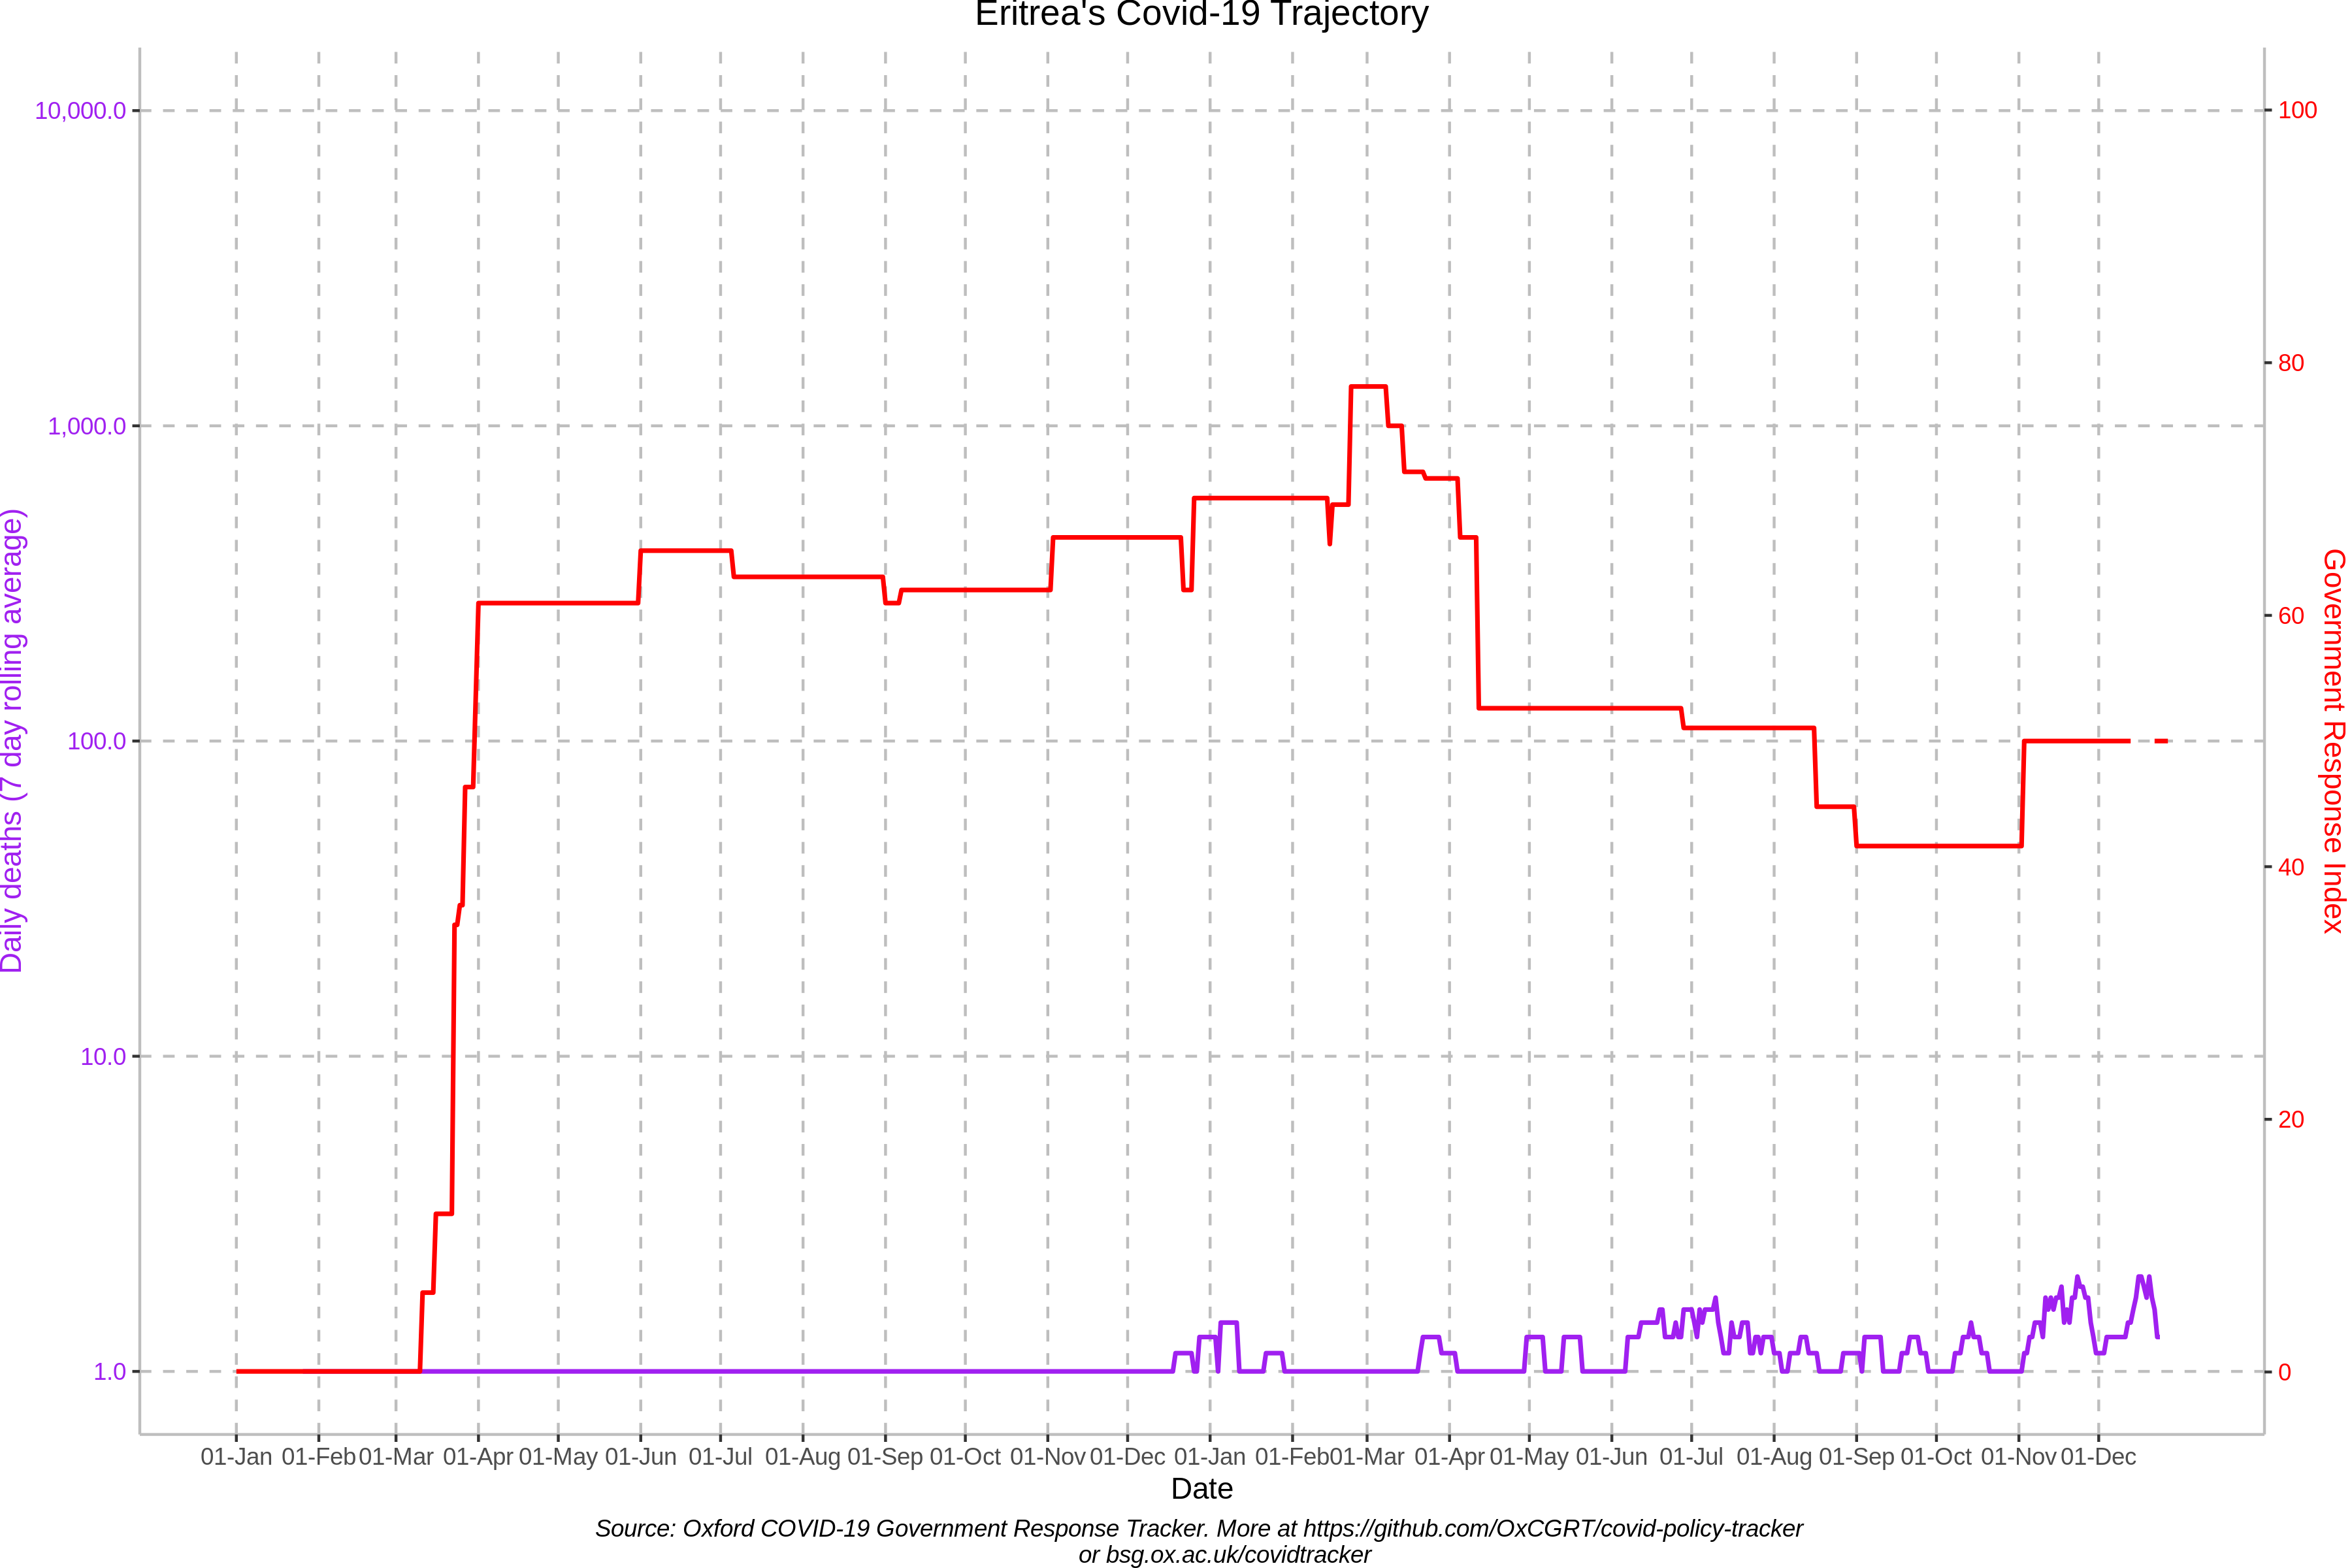 Eritrea's Covid-19 Trajectory
10,000.0
1,000.0
100.0
10.0
1.0
Daily deaths (7 day rolling average)
100
80
60
40
20
0
Government Response Index
01-Jan 01-Feb 01-Mar 01-Apr 01-May 01-Jun 01-Jul 01-Aug 01-Sep 01-Oct 01-Nov 01-Dec 01-Jan 01-Feb 01-Mar 01-Apr 01-May 01-Jun 01-Jul 01-Aug 01-Sep 01-Oct 01-Nov 01-Dec
Date
Source: Oxford COVID-19 Government Response Tracker. More at https://github.com/OxCGRT/covid-policy-tracker
or bsg.ox.ac.uk/covidtracker